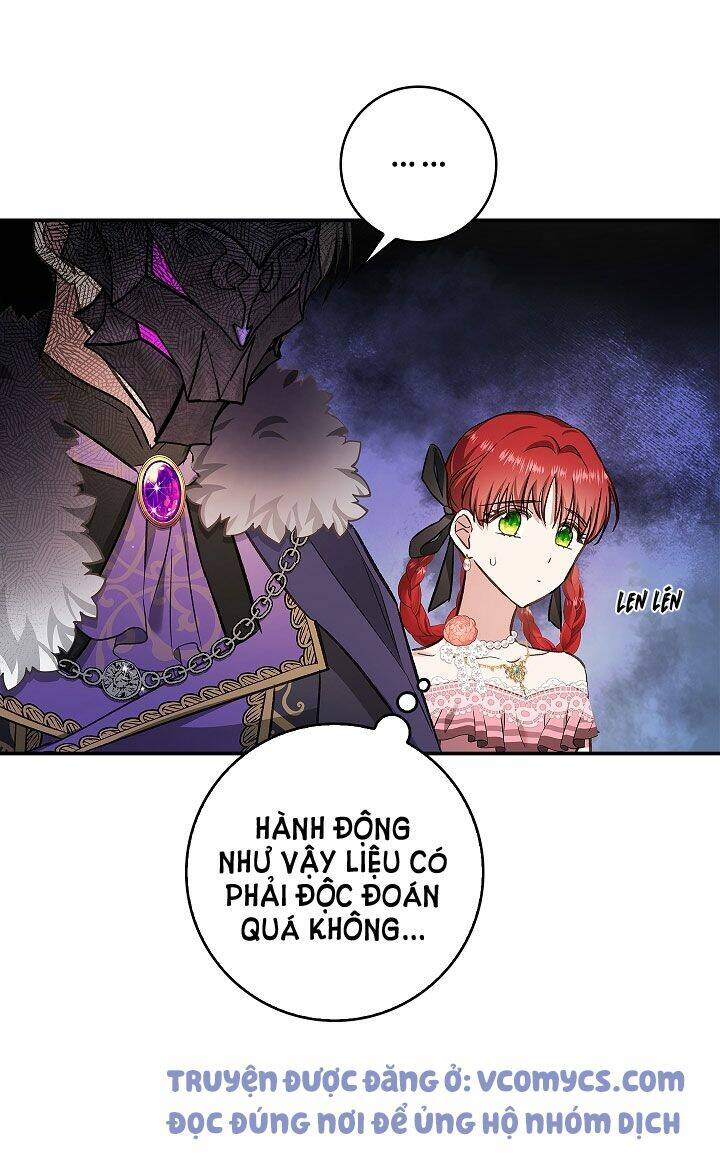 ... ...
LEN LÉN
HÀNH ĐỘNG
NHƯ VẬY LIỆU CÓ
PHẢI ĐỘC ĐOÁN
QUÁ KHÔNG...
TRUYỆN ĐƯỢC ĐĂNG Ở: vcomycs.com
ĐỌC ĐÚNG NƠI ĐỂ ỦNG HỘ NHÓM DỊCH